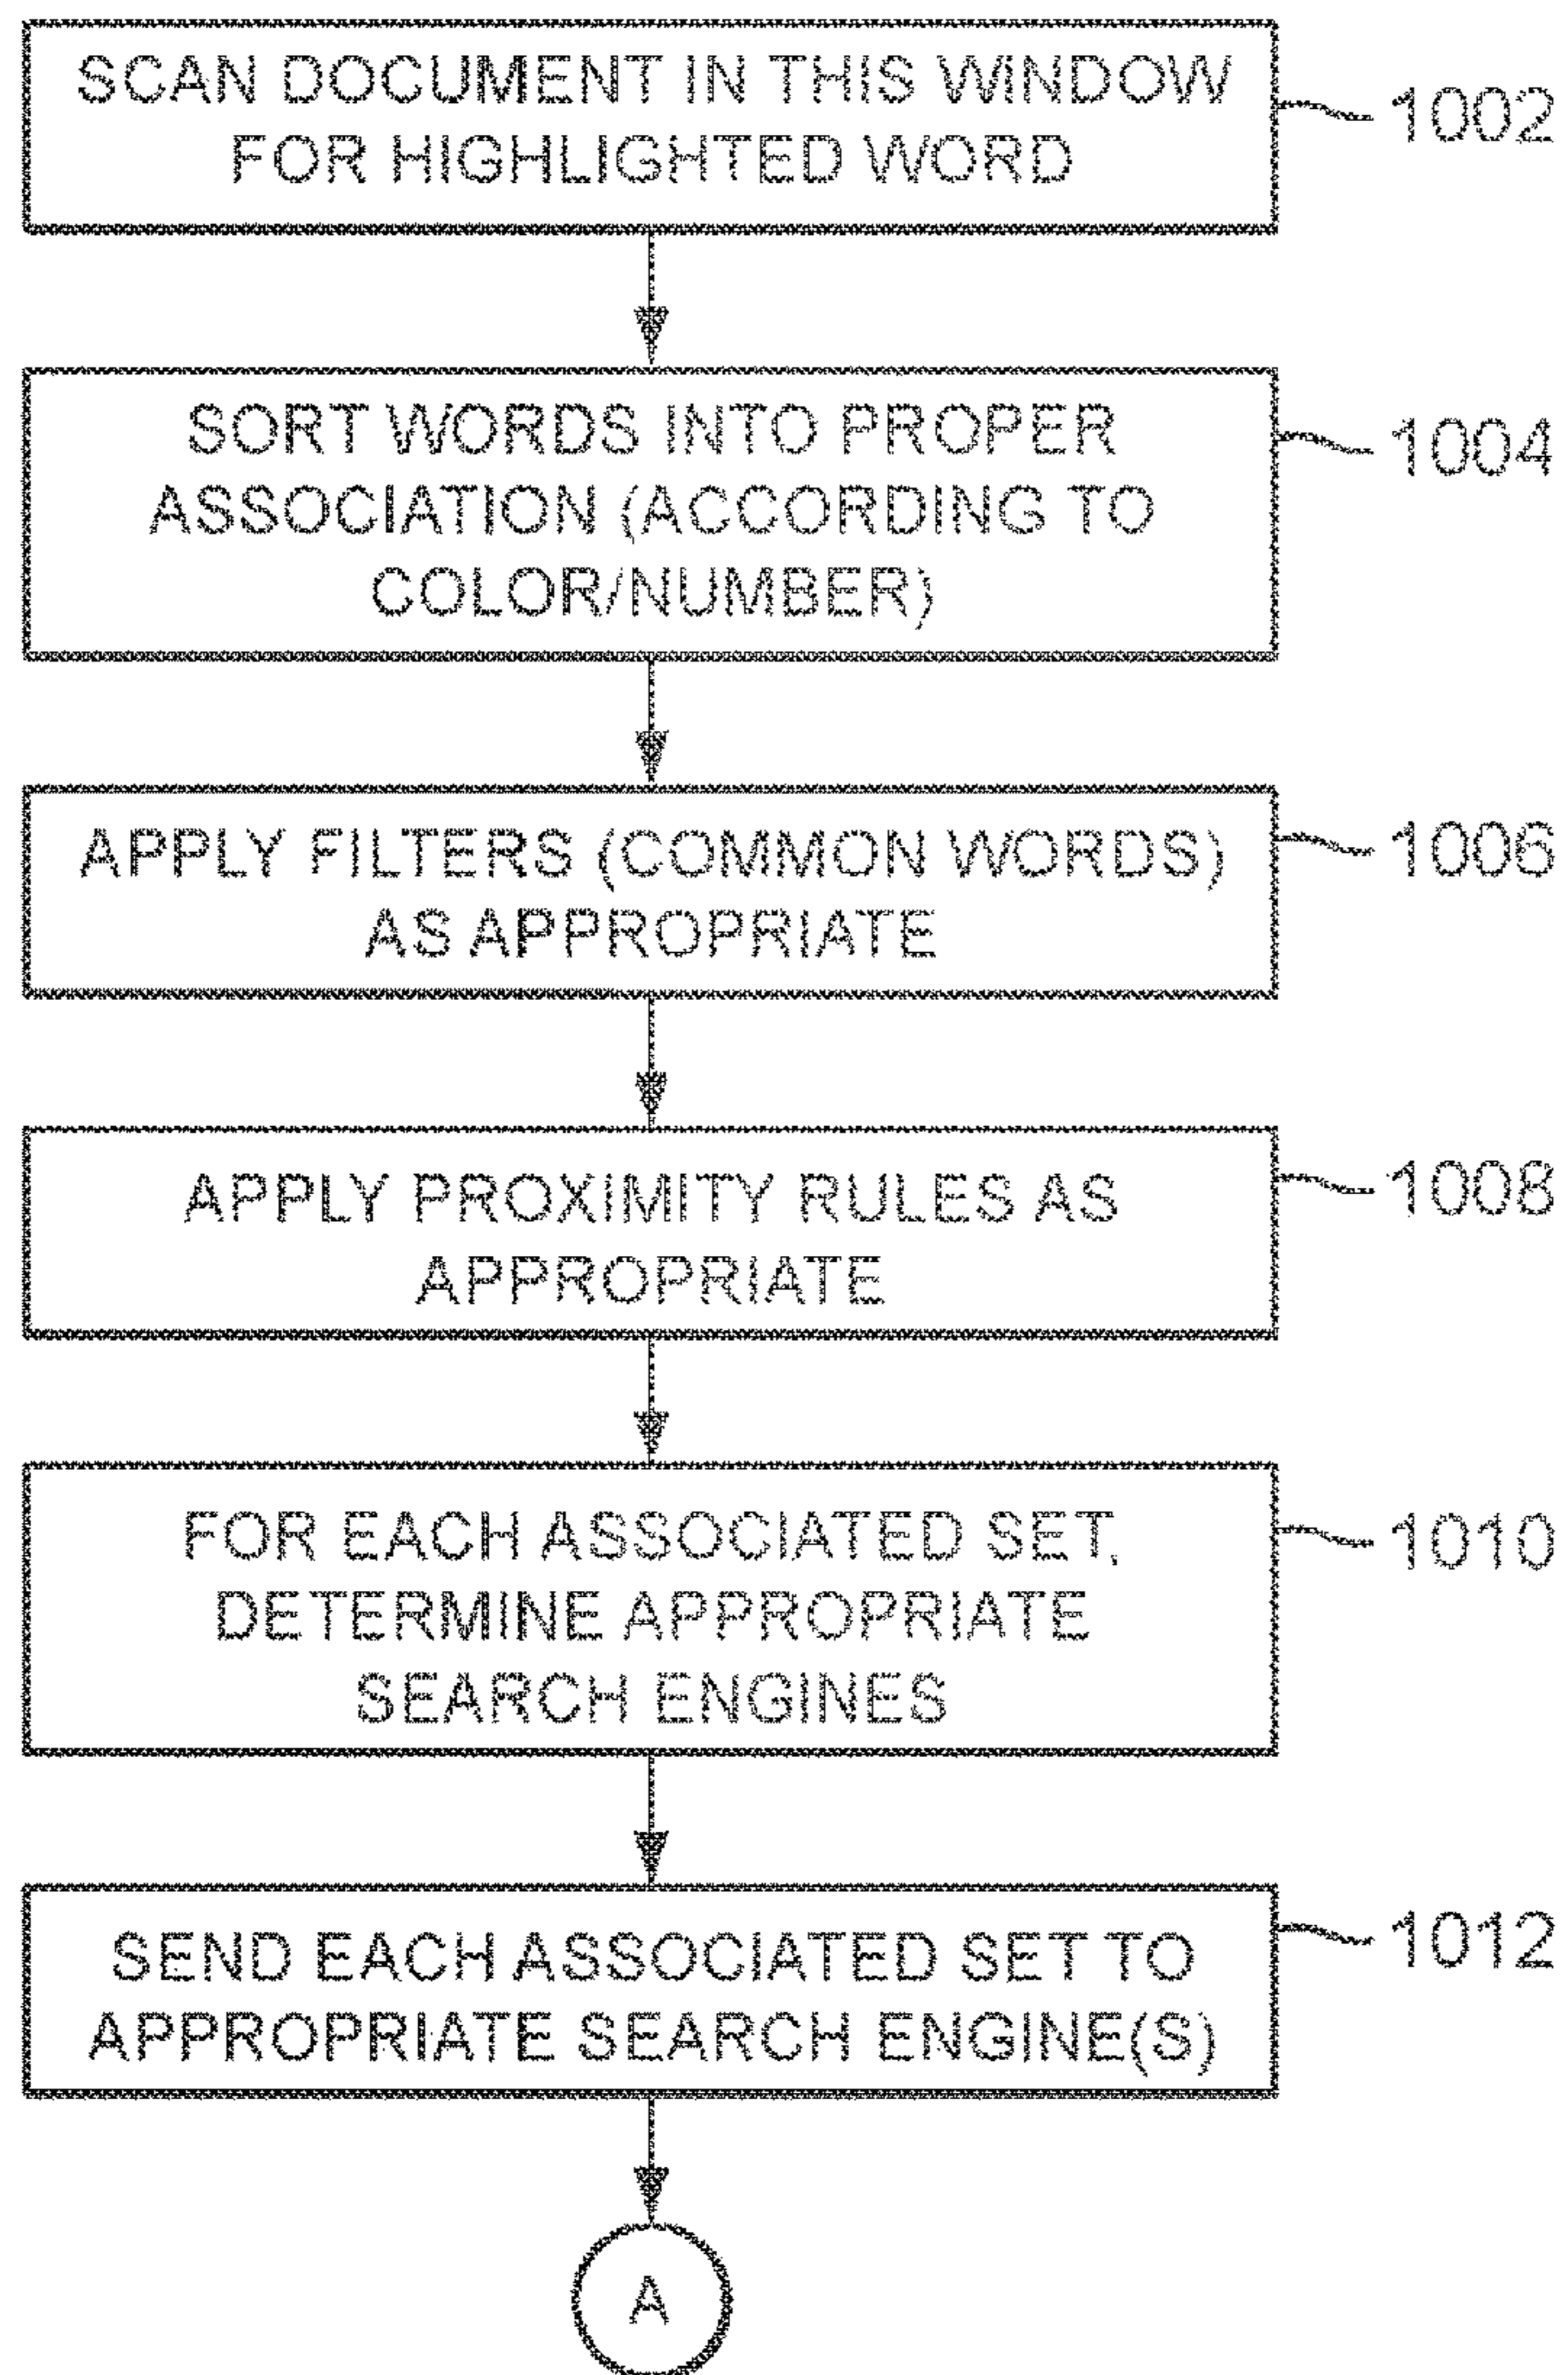 SCAN DOCUMENT IN THIS WINDOW
FOR HIGHLIGHTED WORD
1002
SORT WORDS INTO PROPER
ASSOCIATION (ACCORDING TO
COLOR/NUMBER)
1004
APPLY FILTERS (COMMON WORDS)
AS APPROPRIATE
1006
APPLY PROXIMITY RULES AS
APPROPRIATE
1008
FOR EACH ASSOCIATED SET,
DETERMINE APPROPRIATE
SEARCH ENGINES
1010
SEND EACH ASSOCIATED SET TO
APPROPRIATE SEARCH ENGINE(S)
1012
A